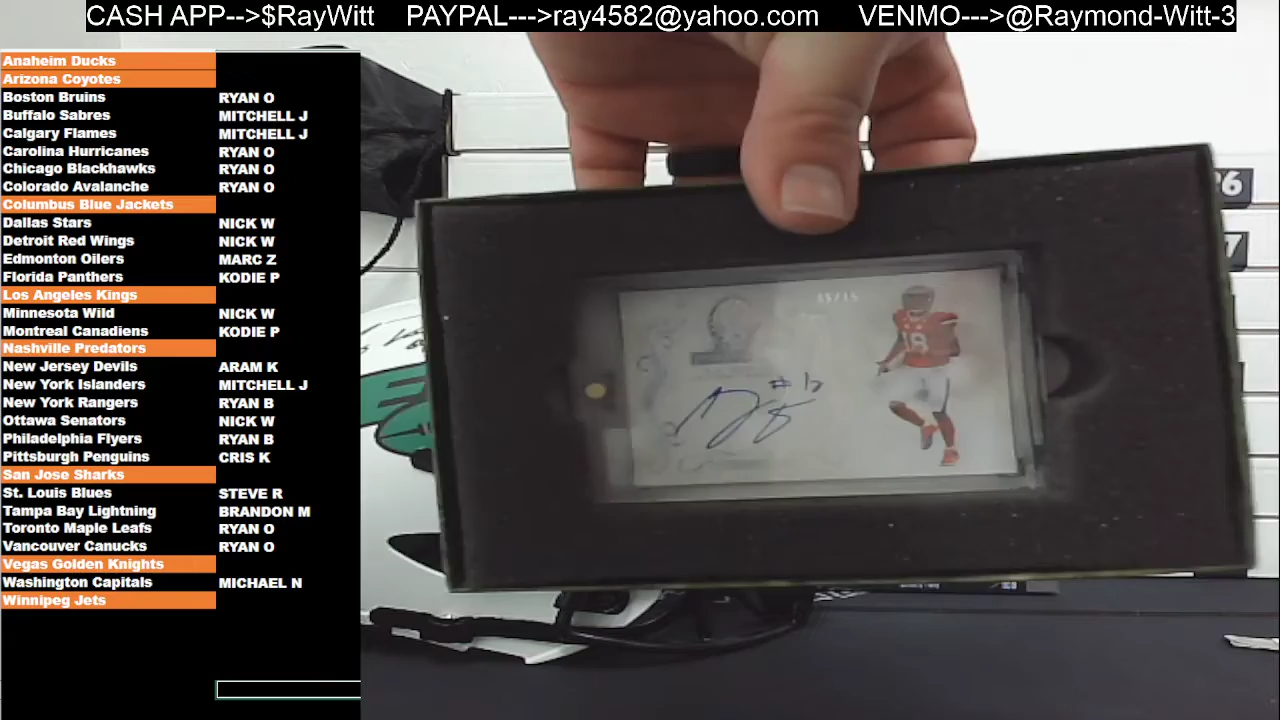 CASH APP-->$RayWitt PAYPAL--->ray4582@yahoo.com VENMO--->@Raymond-Witt-3
Anaheim Ducks
Arizona Coyotes
Boston Bruins RYAN O
Buffalo Sabres MITCHELL J
Calgary Flames MITCHELL J
Carolina Hurricanes RYAN O
Chicago Blackhawks RYAN O
Colorado Avalanche RYAN O
Columbus Blue Jackets
Dallas Stars NICK W
Detroit Red Wings NICK W
Edmonton Oilers MARC Z
Florida Panthers KODIE P
Los Angeles Kings
Minnesota Wild NICK W
Montreal Canadiens KODIE P
Nashville Predators
New Jersey Devils ARAM K
New York Islanders MITCHELL J
New York Rangers RYAN B
Ottawa Senators NICK W
Philadelphia Flyers RYAN B
Pittsburgh Penguins CRIS K
San Jose Sharks
St. Louis Blues STEVE R
Tampa Bay Lightning BRANDON M
Toronto Maple Leafs RYAN O
Vancouver Canucks RYAN O
Vegas Golden Knights
Washington Capitals MICHAEL N
Winnipeg Jets
18